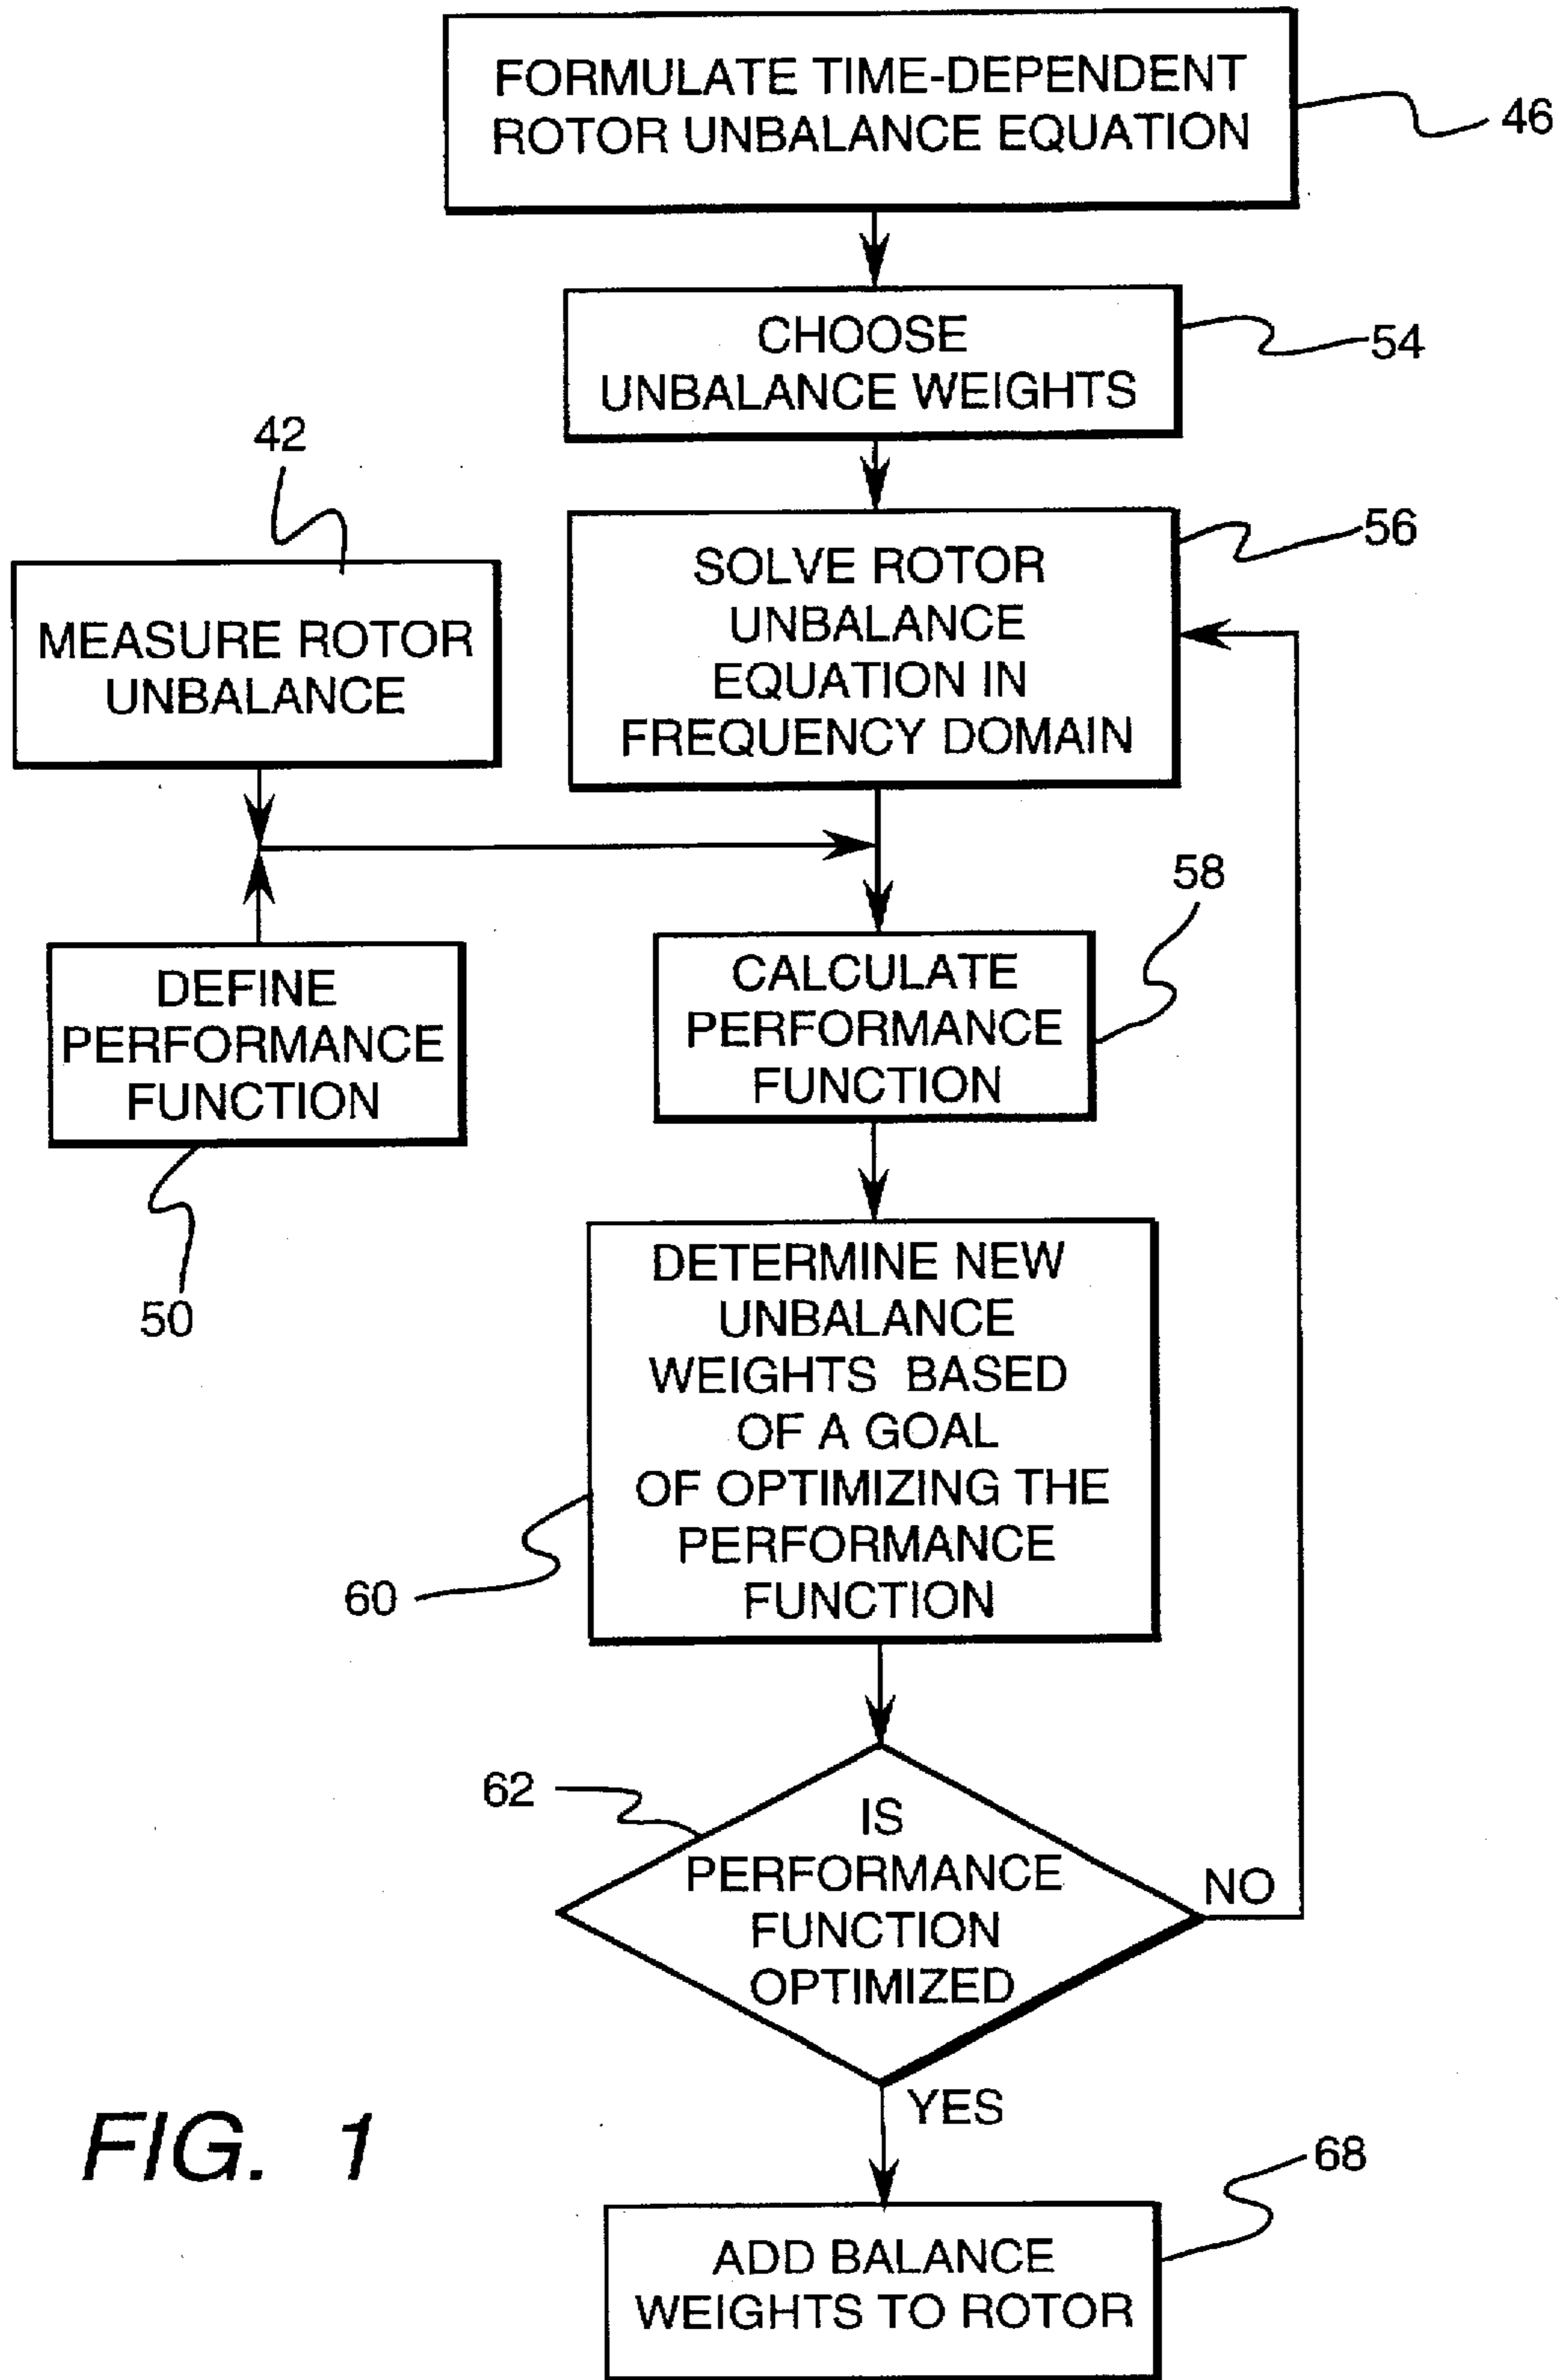 FORMULATE TIME-DEPENDENT
ROTOR UNBALANCE EQUATION
46
CHOOSE
UNBALANCE WEIGHTS
54
42
MEASURE ROTOR
UNBALANCE
SOLVE ROTOR
UNBALANCE
EQUATION IN
FREQUENCY DOMAIN
56
DEFINE
PERFORMANCE
FUNCTION
50
58
CALCULATE
PERFORMANCE
FUNCTION
DETERMINE NEW
UNBALANCE
WEIGHTS BASED
OF A GOAL
OF OPTIMIZING THE
PERFORMANCE
FUNCTION
60
62
IS
PERFORMANCE
FUNCTION
OPTIMIZED
NO
YES
FIG. 1
68
ADD BALANCE
WEIGHTS TO ROTOR